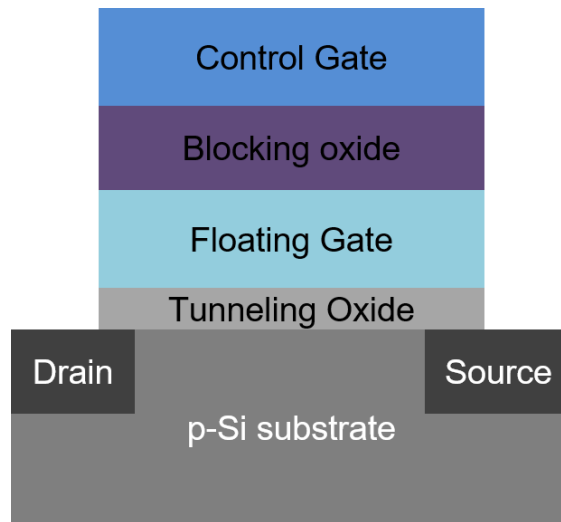 Control Gate
Blocking oxide
Floating Gate
Tunneling Oxide
Drain
Source
p-Si substrate